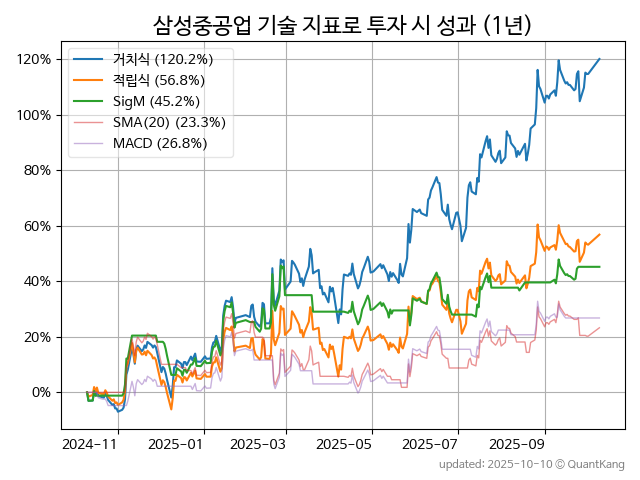 삼성중공업 기술 지표로 투자 시 성과 (1년)
거치식 (120.2%)
적립식 (56.8%)
SigM (45.2%)
SMA(20) (23.3%)
MACD (26.8%)
120%
100%
80%
60%
40%
20%
0%
2024-11
2025-01
2025-03
2025-05
2025-07
2025-09
updated: 2025-10-10 © QuantKang